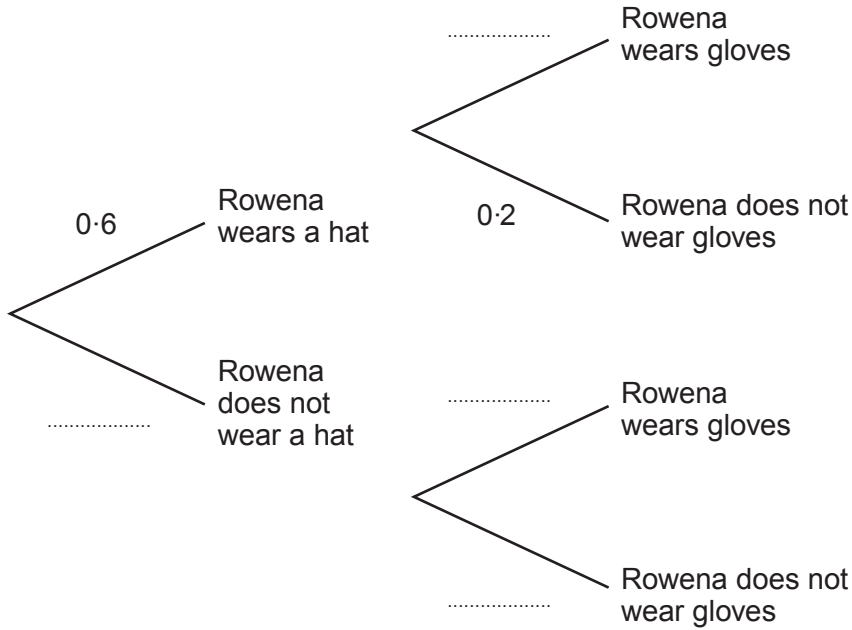 Rowena
wears gloves
0·6
Rowena
wears a hat
0·2
Rowena does not
wear gloves
Rowena
does not
wear a hat
Rowena
wears gloves
Rowena does not
wear gloves